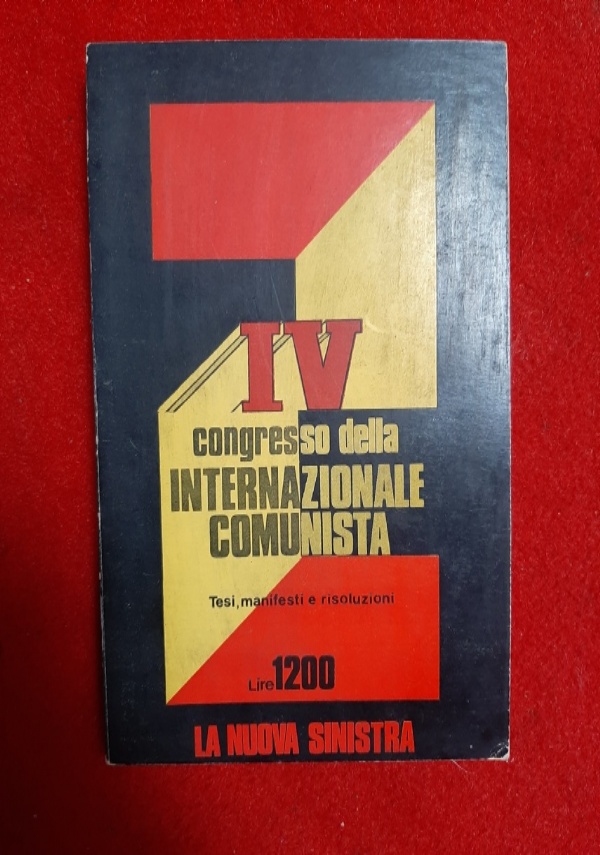 IV
congresso della
INTERNAZIONALE
COMUNISTA
Tesi, manifesti e risoluzioni
Lire 1200
LA NUOVA SINISTRA